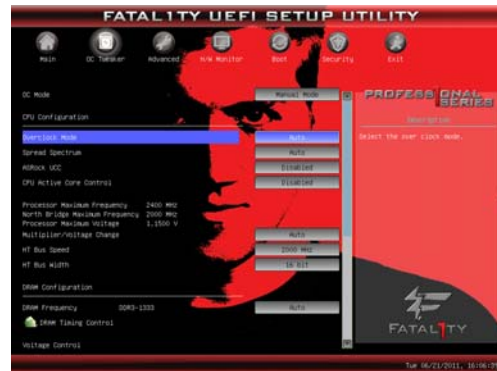 FATAL1TY UEFI SETUP UTILITY
Main OC Tweaker Advanced H/W Monitor Boot Security Exit
OC Mode Manual Mode
CPU Configuration
Overclock Mode Auto
Spread Spectrum Auto
ASRock UCC Disabled
CPU Active Core Control Disabled
Processor Maximum Frequency 2400 MHz
North Bridge Maximum Frequency 2000 MHz
Processor Maximum Voltage 1.1500 V
Multiplier/Voltage Change Auto
HT Bus Speed 2000 MHz
HT Bus Width 16 Bit
DRAM Configuration
DRAM Frequency DDR3-1333 Auto
DRAM Timing Control
Voltage Control
PROFESSIONAL
SERIES
Description
Select the over clock mode.
FATAL1TY
Tue 06/21/2011, 16:06: